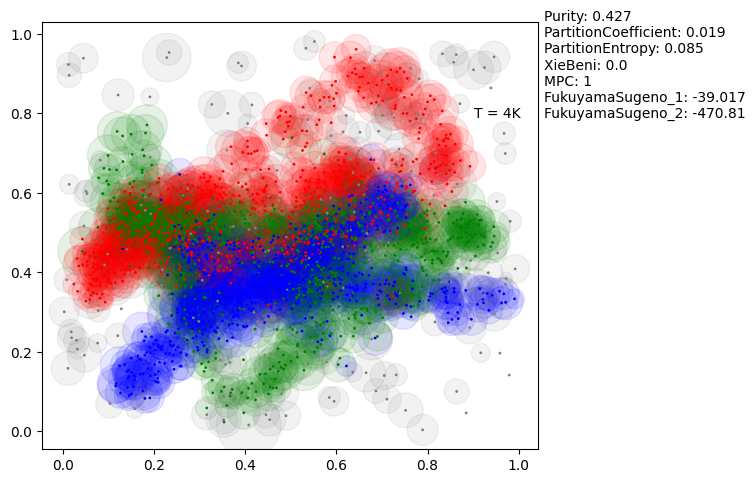 Purity: 0.427
PartitionCoefficient: 0.019
PartitionEntropy: 0.085
XieBeni: 0.0
MPC: 1
FukuyamaSugeno_1: -39.017
FukuyamaSugeno_2: -470.81
T = 4K
1.0
0.8
0.6
0.4
0.2
0.0
0.0 0.2 0.4 0.6 0.8 1.0